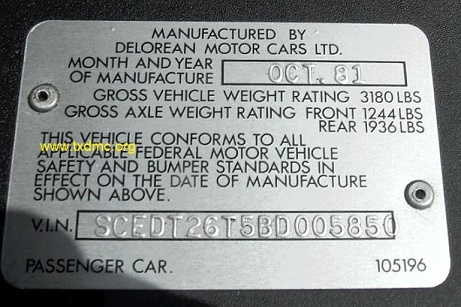 MANUFACTURED BY
DELOREAN MOTOR CARS LTD.
MONTH AND YEAR
OF MANUFACTURE OCT. 81
GROSS VEHICLE WEIGHT RATING 3180 LBS
GROSS AXLE WEIGHT RATING FRONT 1244 LBS
REAR 1936 LBS
THIS VEHICLE CONFORMS TO ALL
www.txdmc.org
APPLICABLE FEDERAL MOTOR VEHICLE
SAFETY AND BUMPER STANDARDS IN
EFFECT ON THE DATE OF MANUFACTURE
SHOWN ABOVE.
V.I.N. SCEDT26T5BD005850
PASSENGER CAR. 105196